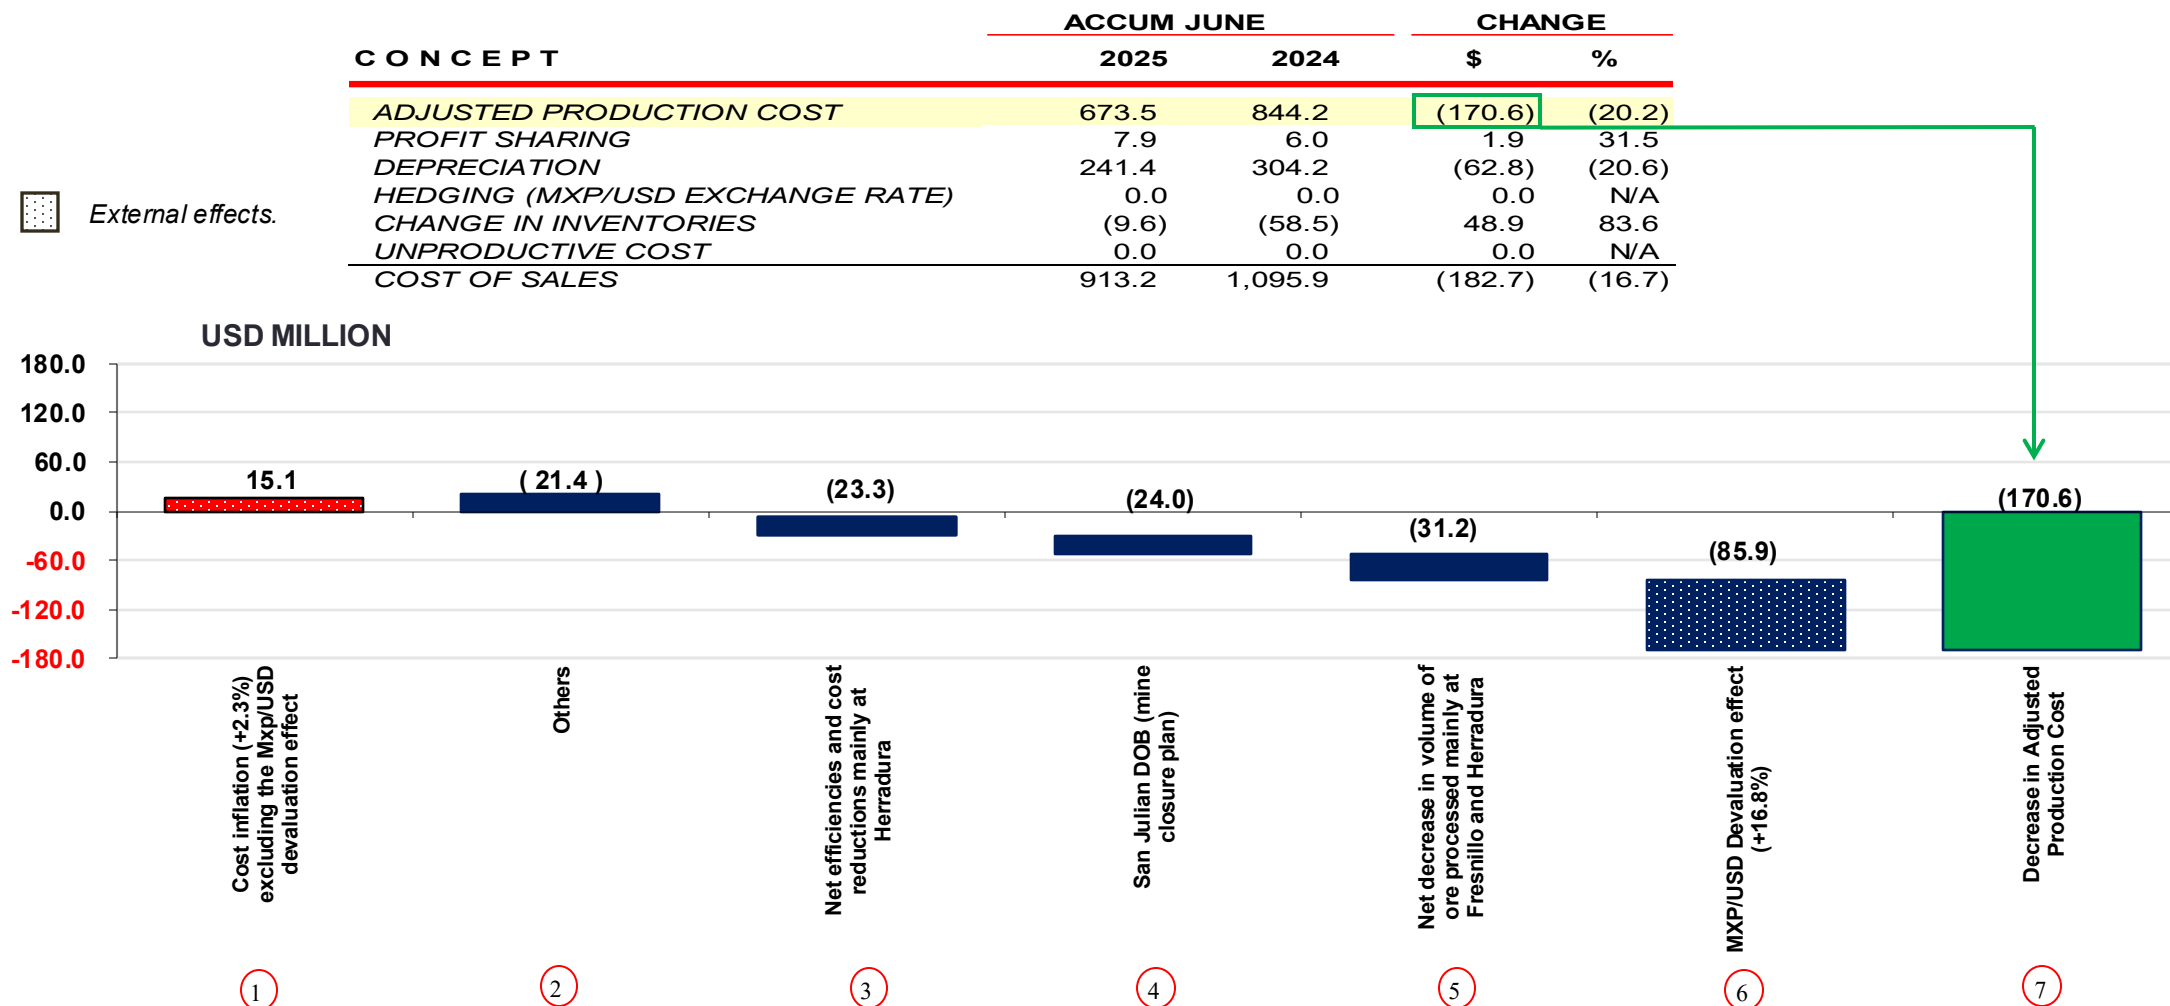 ACCUM JUNE CHANGE
CONCEPT 2025 2024 $ %
ADJUSTED PRODUCTION COST 673.5 844.2 (170.6) (20.2)
PROFIT SHARING 7.9 6.0 1.9 31.5
DEPRECIATION 241.4 304.2 (62.8) (20.6)
HEDGING (MXP/USD EXCHANGE RATE) 0.0 0.0 0.0 N/A
External effects.
CHANGE IN INVENTORIES (9.6) (58.5) 48.9 83.6
UNPRODUCTIVE COST 0.0 0.0 0.0 N/A
COST OF SALES 913.2 1,095.9 (182.7) (16.7)
USD MILLION
180.0
120.0
60.0
0.0
-60.0
-120.0
-180.0
15.1
( 21.4 )
(23.3)
(24.0)
(31.2)
(85.9)
(170.6)
Cost inflation (+2.3%)
excluding the Mxp/USD
devaluation effect
Others
Net efficiencies and cost
reductions mainly at
Herradura
San Julian DOB (mine
closure plan)
Net decrease in volume of
ore processed mainly at
Fresnillo and Herradura
MXP/USD Devaluation effect
(+16.8%)
Decrease in Adjusted
Production Cost
1
2
3
4
5
6
7